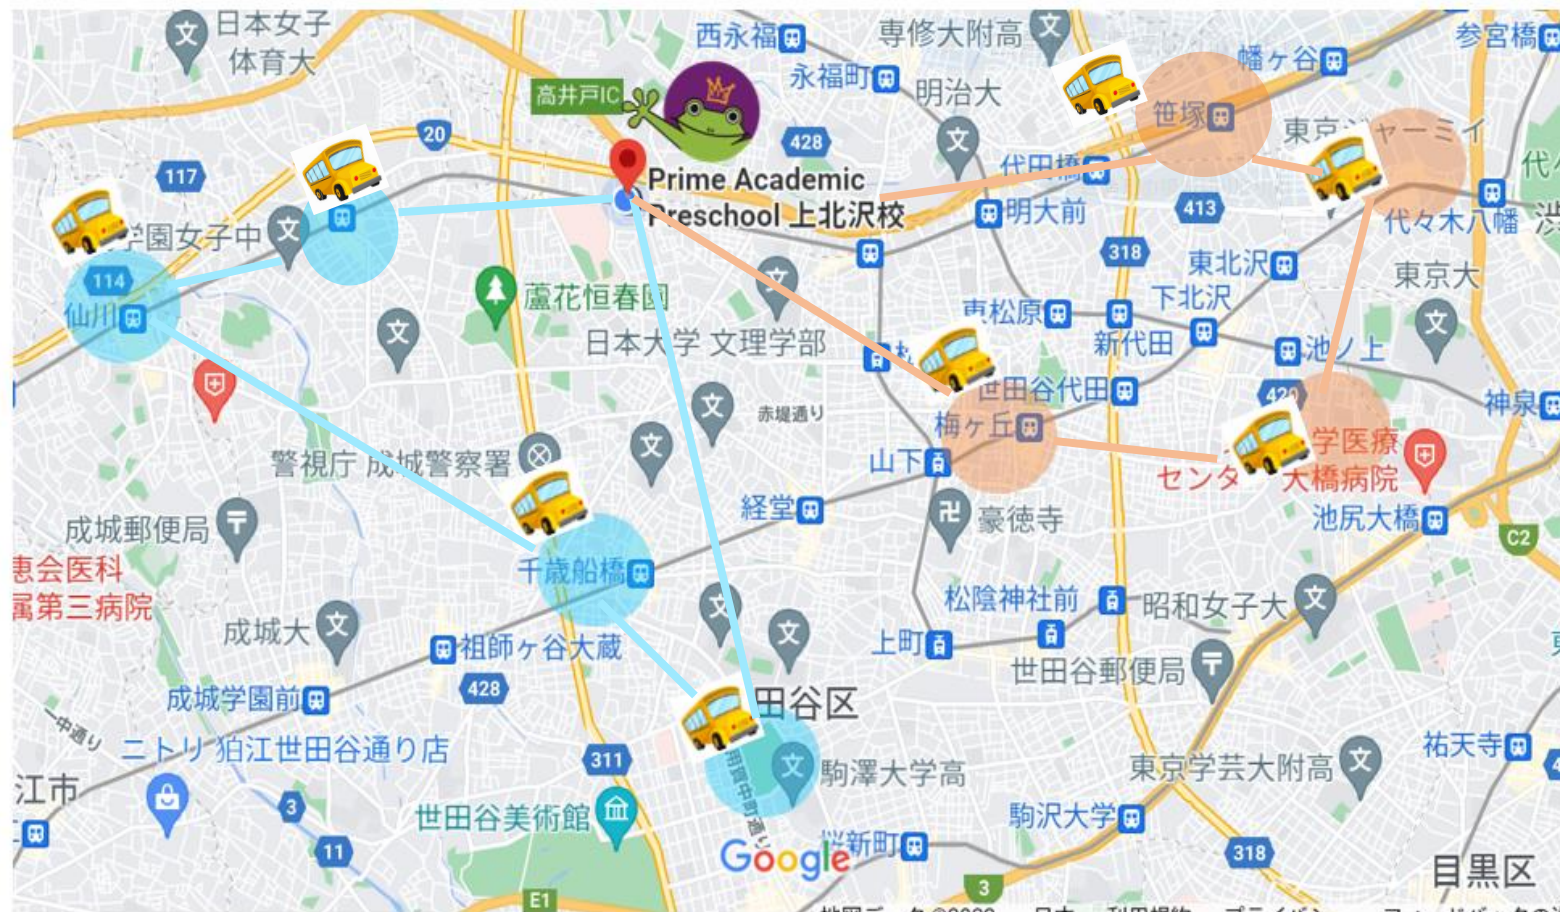 日本女子
体育大
西永福
専修大附高
幡ヶ谷
参宮橋
永福町
明治大
高井戸IC
笹塚
20
428
代田橋
117
Prime Academic
Preschool 上北沢校
明大前
413
代々木八幡
学園女子中
318
東北沢
東京大
114
仙川
蘆花恒春園
東松原
下北沢
日本大学 文理学部
新代田
池ノ上
世田谷代田
神泉
赤堤通り
梅ヶ丘
警視庁 成城警察署
山下
学医療
センタ
大橋病院
経堂
豪徳寺
池尻大橋
成城郵便局
C2
恵会医科
千歳船橋
属第三病院
松陰神社前
昭和女子大
成城大
祖師ヶ谷大蔵
上町
世田谷郵便局
428
成城学園前
田谷区
一中通り
ニトリ 狛江世田谷通り店
311
用賀中町通り
駒澤大学高
東京学芸大附高
祐天寺
江市
3
世田谷美術館
駒沢大学
11
Google
桜新町
318
目黒区
E1
3